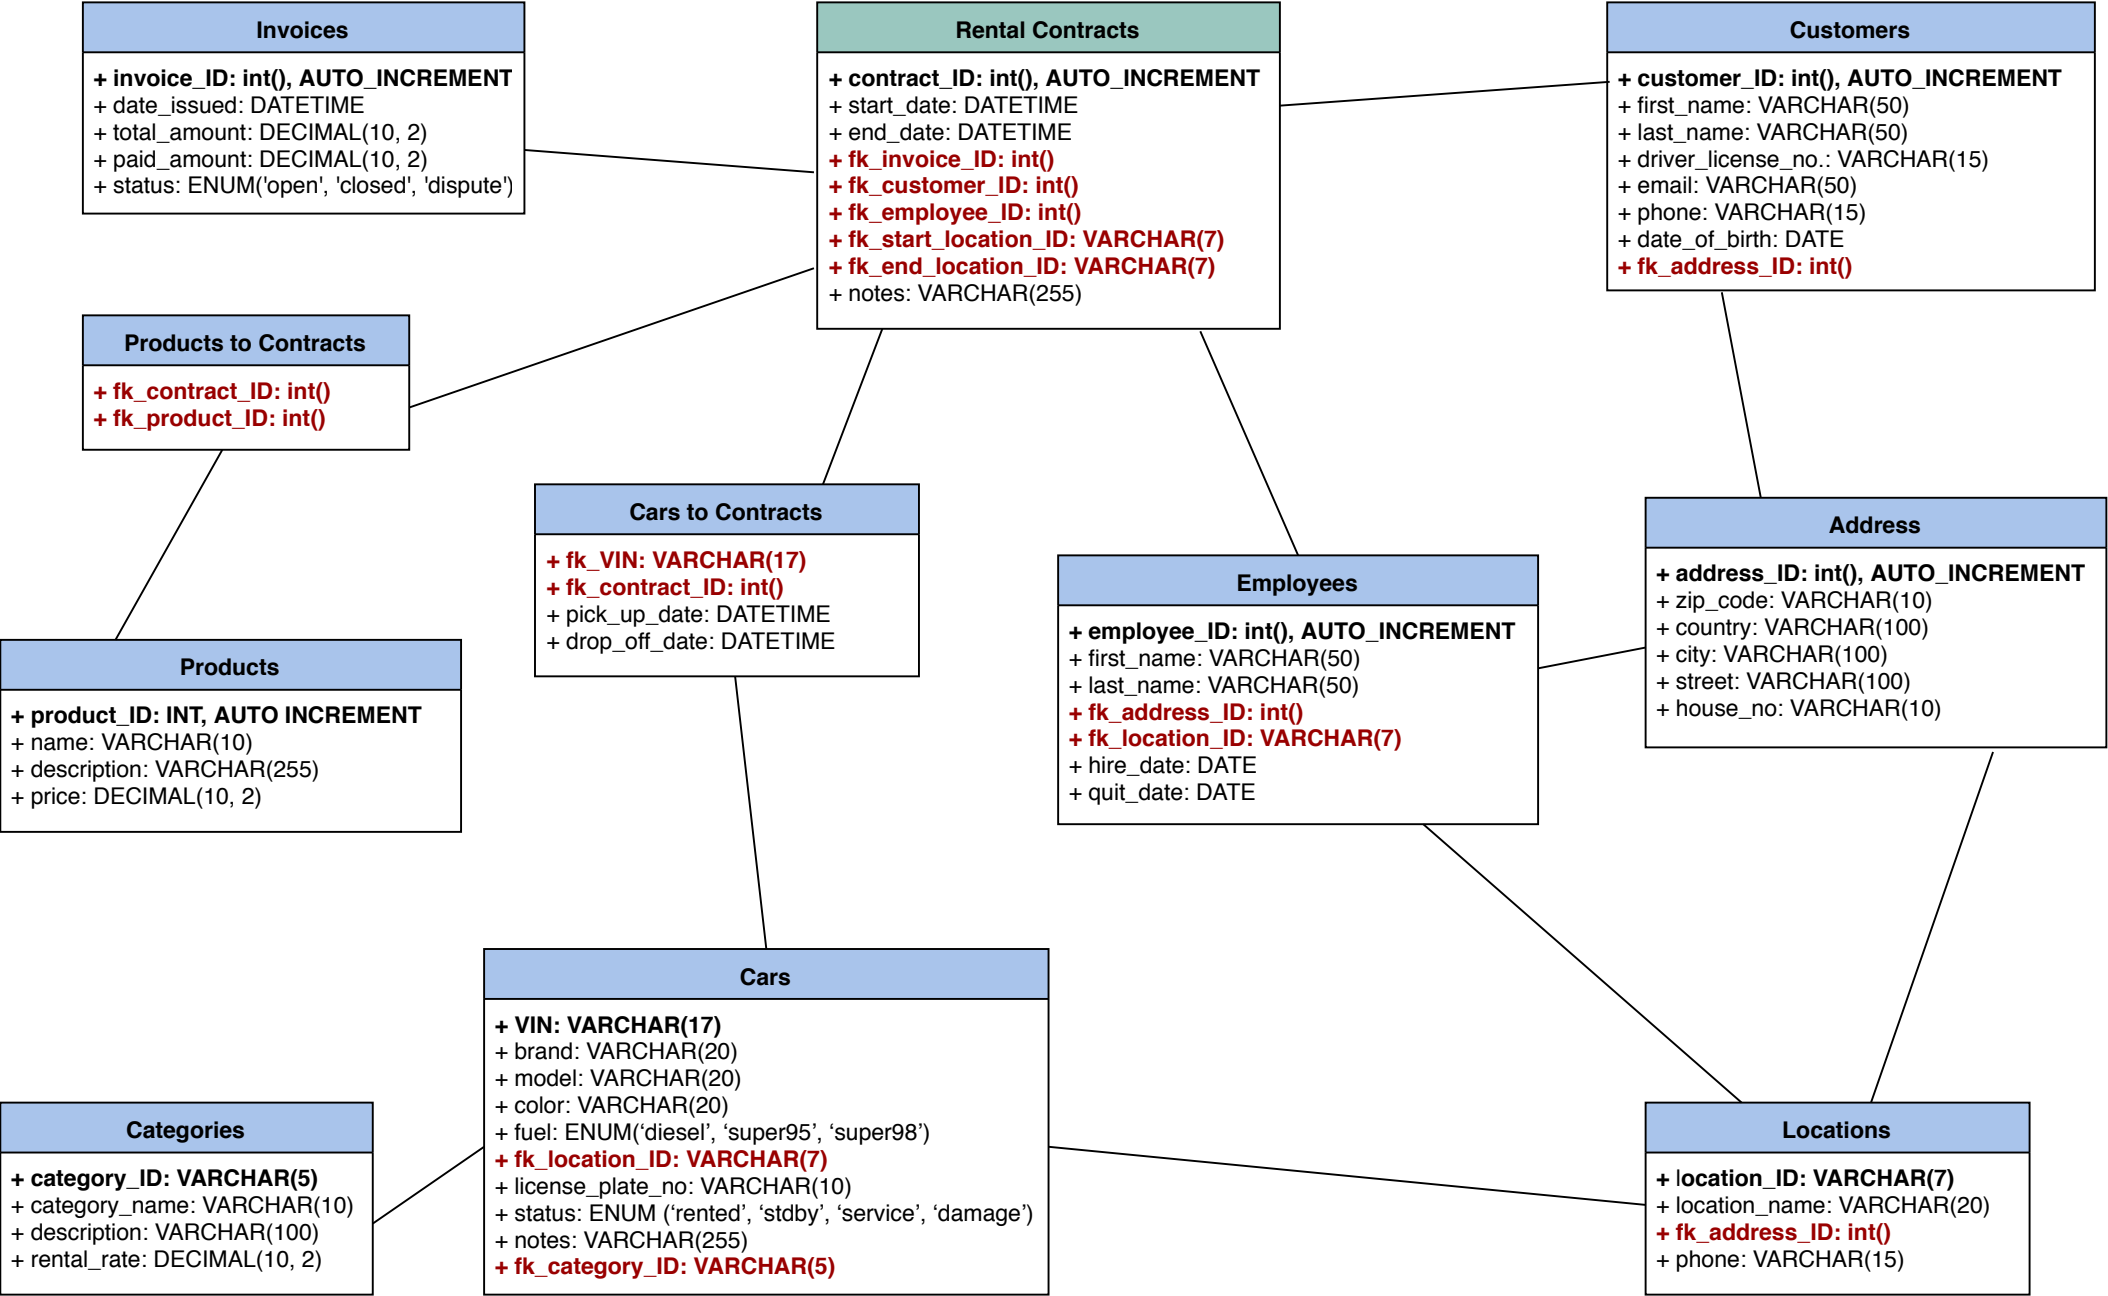 Invoices
+ invoice_ID: int(), AUTO_INCREMENT
+ date_issued: DATETIME
+ total_amount: DECIMAL(10, 2)
+ paid_amount: DECIMAL(10, 2)
+ status: ENUM('open', 'closed', 'dispute')
Rental Contracts
+ contract_ID: int(), AUTO_INCREMENT
+ start_date: DATETIME
+ end_date: DATETIME
+ fk_invoice_ID: int()
+ fk_customer_ID: int()
+ fk_employee_ID: int()
+ fk_start_location_ID: VARCHAR(7)
+ fk_end_location_ID: VARCHAR(7)
+ notes: VARCHAR(255)
Customers
+ customer_ID: int(), AUTO_INCREMENT
+ first_name: VARCHAR(50)
+ last_name: VARCHAR(50)
+ driver_license_no.: VARCHAR(15)
+ email: VARCHAR(50)
+ phone: VARCHAR(15)
+ date_of_birth: DATE
+ fk_address_ID: int()
Products to Contracts
+ fk_contract_ID: int()
+ fk_product_ID: int()
Cars to Contracts
+ fk_VIN: VARCHAR(17)
+ fk_contract_ID: int()
+ pick_up_date: DATETIME
+ drop_off_date: DATETIME
Employees
+ employee_ID: int(), AUTO_INCREMENT
+ first_name: VARCHAR(50)
+ last_name: VARCHAR(50)
+ fk_address_ID: int()
+ fk_location_ID: VARCHAR(7)
+ hire_date: DATE
+ quit_date: DATE
Address
+ address_ID: int(), AUTO_INCREMENT
+ zip_code: VARCHAR(10)
+ country: VARCHAR(100)
+ city: VARCHAR(100)
+ street: VARCHAR(100)
+ house_no: VARCHAR(10)
Products
+ product_ID: INT, AUTO INCREMENT
+ name: VARCHAR(10)
+ description: VARCHAR(255)
+ price: DECIMAL(10, 2)
Cars
+ VIN: VARCHAR(17)
+ brand: VARCHAR(20)
+ model: VARCHAR(20)
+ color: VARCHAR(20)
+ fuel: ENUM(‘diesel’, ‘super95’, ‘super98’)
+ fk_location_ID: VARCHAR(7)
+ license_plate_no: VARCHAR(10)
+ status: ENUM (‘rented’, ‘stdby’, ‘service’, ‘damage’)
+ notes: VARCHAR(255)
+ fk_category_ID: VARCHAR(5)
Categories
+ category_ID: VARCHAR(5)
+ category_name: VARCHAR(10)
+ description: VARCHAR(100)
+ rental_rate: DECIMAL(10, 2)
Locations
+ location_ID: VARCHAR(7)
+ location_name: VARCHAR(20)
+ fk_address_ID: int()
+ phone: VARCHAR(15)